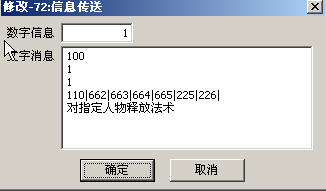 修改-72:信息传送
数字信息 1
文字消息
100
1
1
110|662|663|664|665|225|226|
对指定人物释放法术
确定 取消